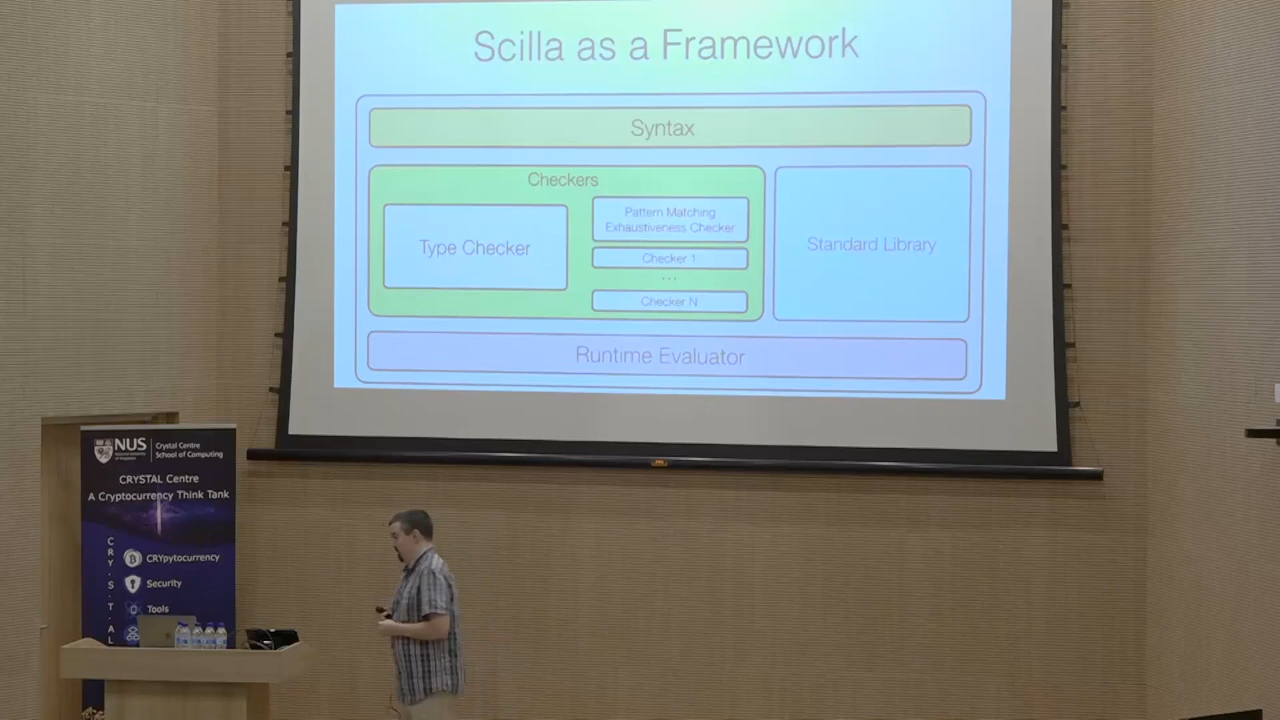 Scilla as a Framework
Syntax
Checkers
Type Checker
Pattern Matching
Exhaustiveness Checker
Checker 1
...
Checker N
Standard Library
Runtime Evaluator
NUS
Crystal Centre
School of Computing
CRYSTAL Centre
A Cryptocurrency Think Tank
CRYpytocurrency
Security
Tools
C
R
Y
S
T
A
L